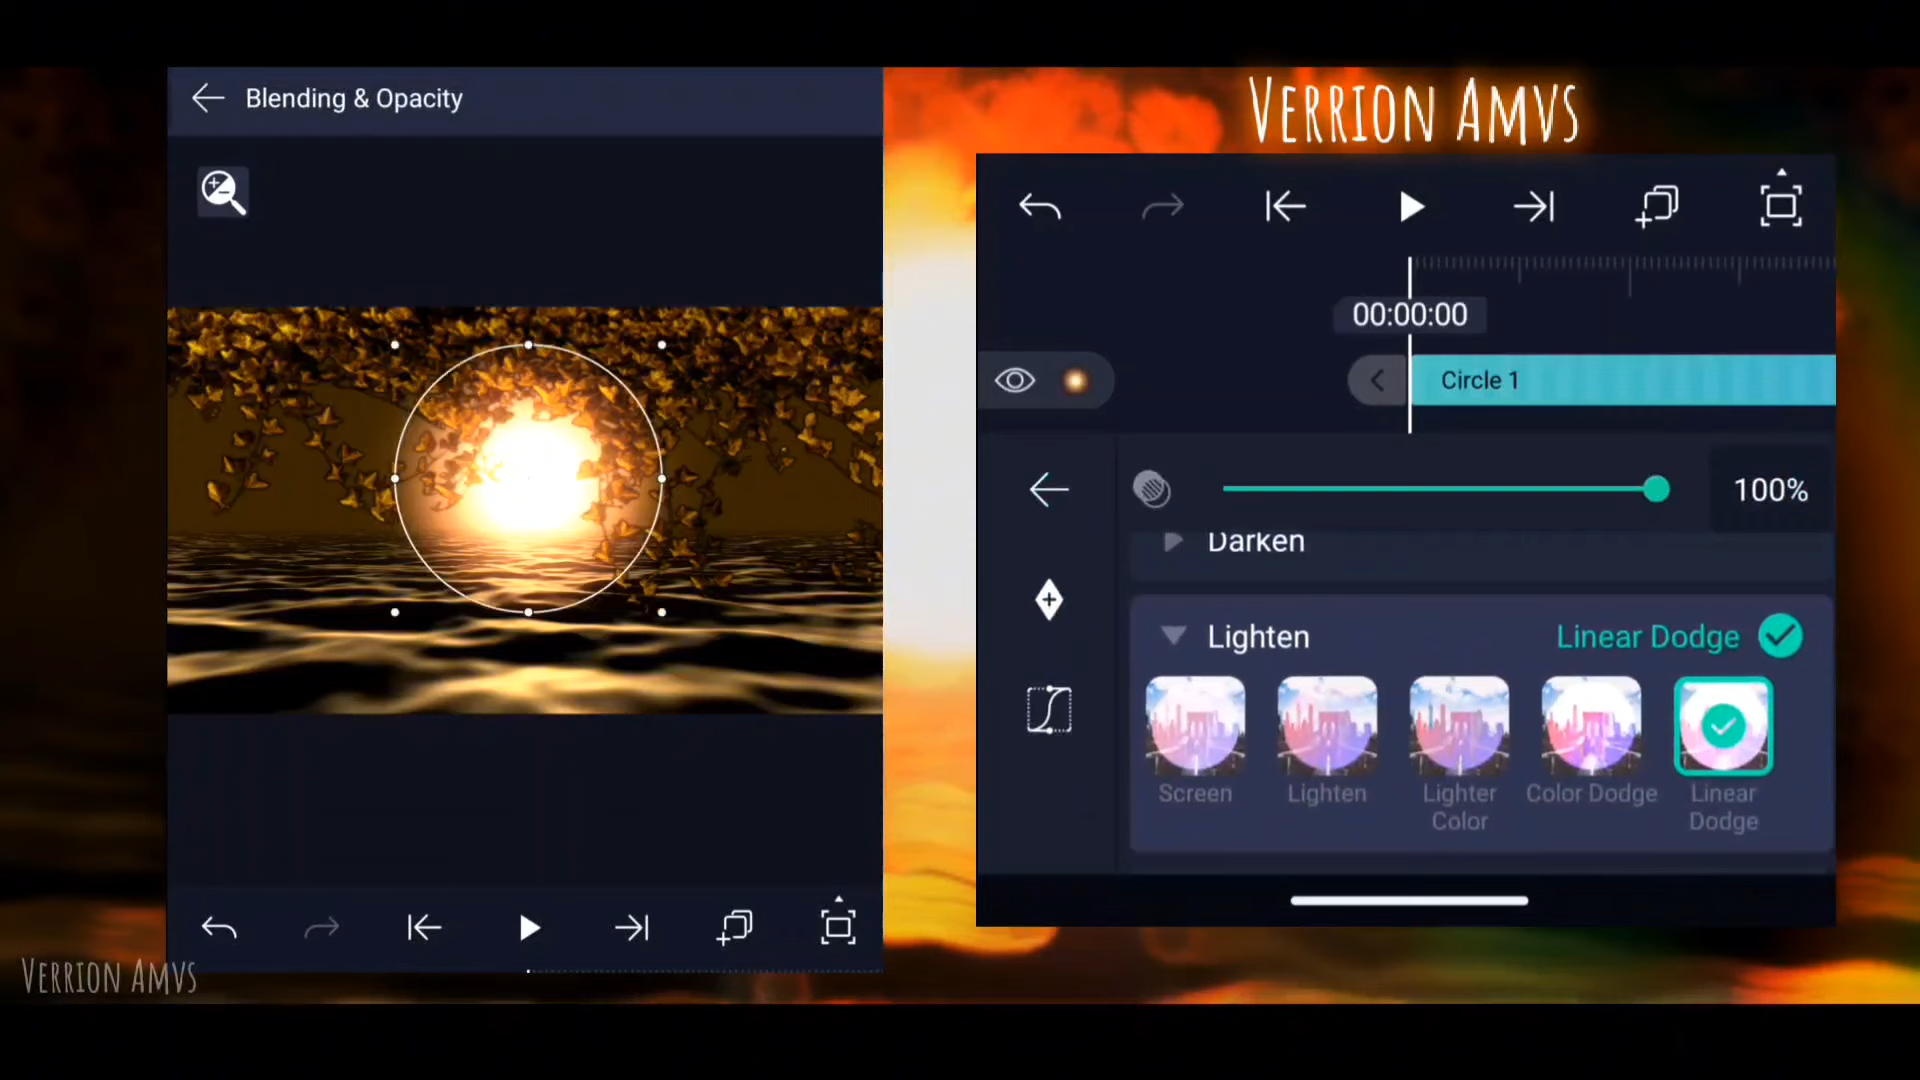 Blending & Opacity
VERRION AMVS
00:00:00
Circle 1
100%
Darken
Lighten
Linear Dodge
Screen
Lighten
Lighter
Color
Color Dodge
Linear
Dodge
VERRION AMVS